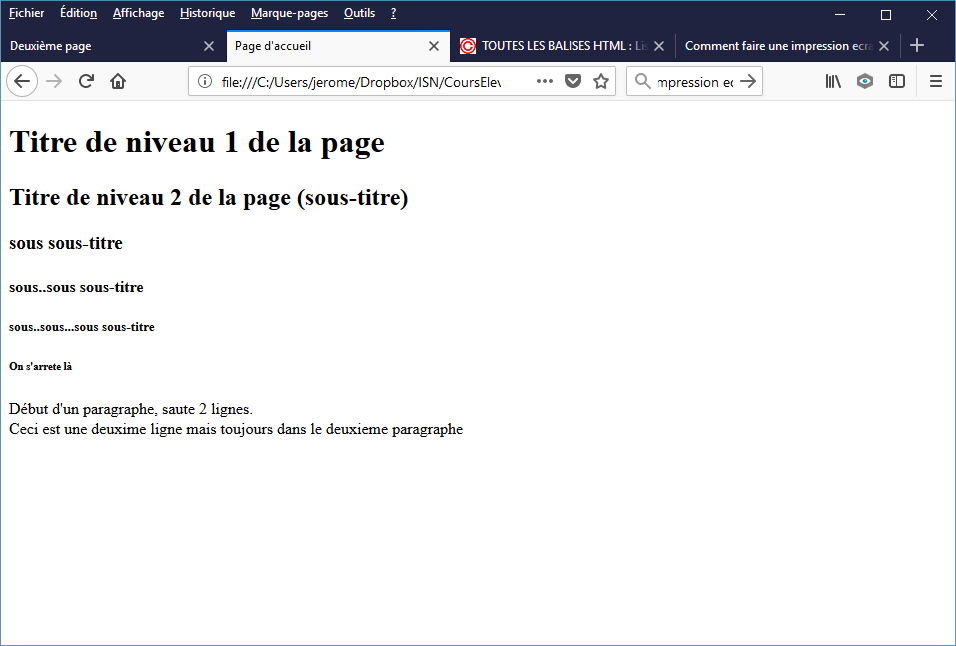 Fichier Édition Affichage Historique Marque-pages Outils ?
Deuxième page Page d'accueil TOUTES LES BALISES HTML : Li Comment faire une impression ecra
file:///C:/Users/jerome/Dropbox/ISN/CoursElev mpression ec
Titre de niveau 1 de la page
Titre de niveau 2 de la page (sous-titre)
sous sous-titre
sous..sous sous-titre
sous..sous...sous sous-titre
On s'arrete là
Début d'un paragraphe, saute 2 lignes.
Ceci est une deuxime ligne mais toujours dans le deuxieme paragraphe